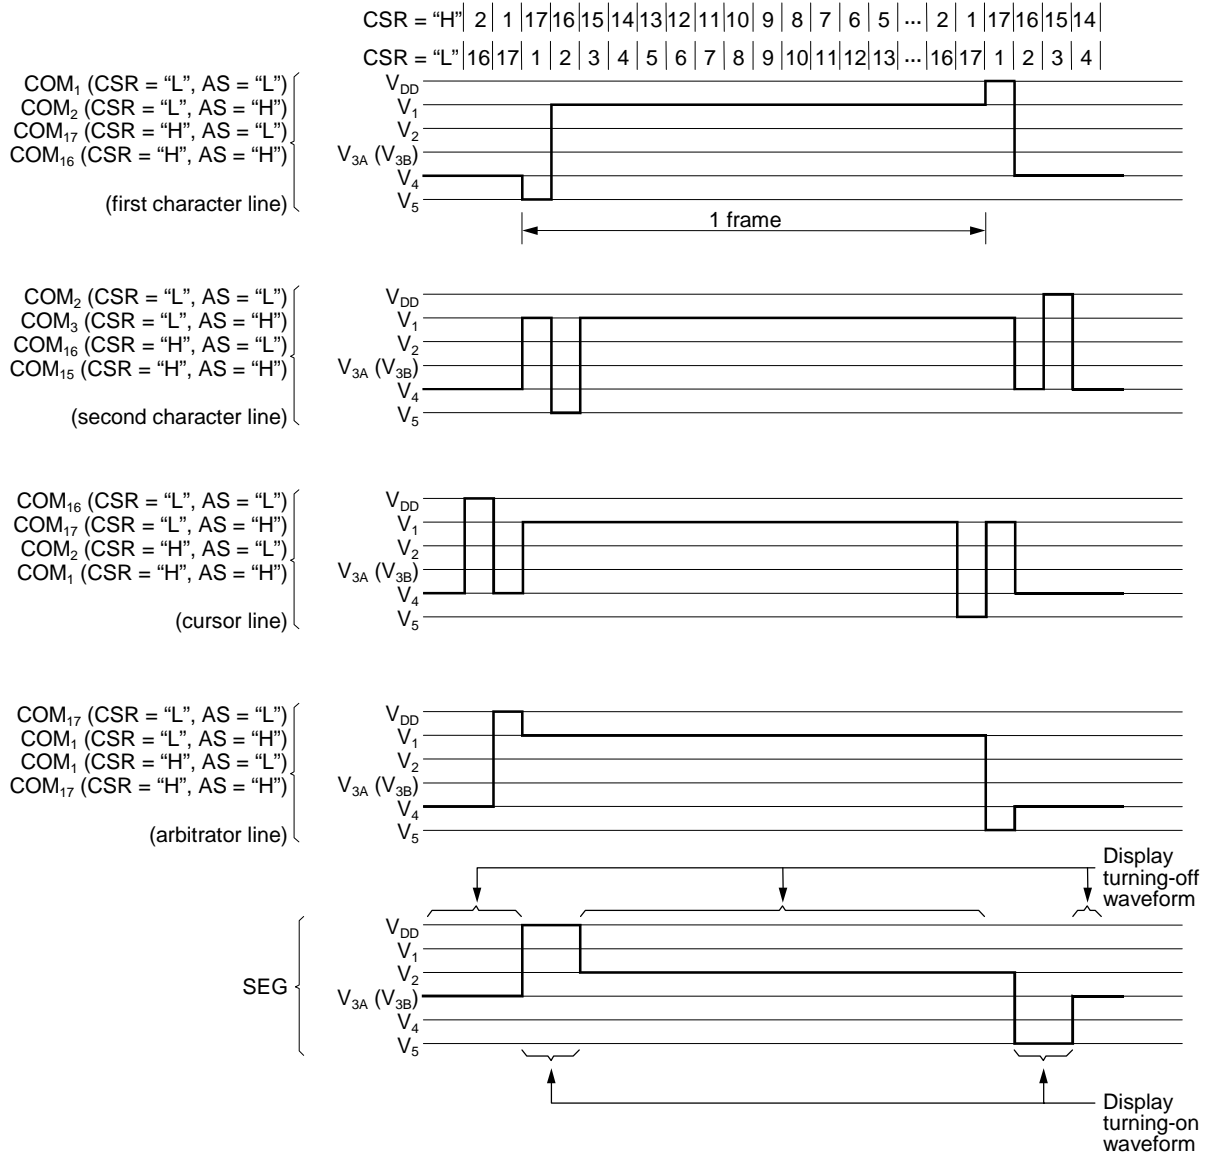 CSR = “H” 2 1 17 16 15 14 13 12 11 10 9 8 7 6 5 ... 2 1 17 16 15 14
CSR = “L” 16 17 1 2 3 4 5 6 7 8 9 10 11 12 13 ... 16 17 1 2 3 4
COM1 (CSR = “L”, AS = “L”)
COM2 (CSR = “L”, AS = “H”)
COM17 (CSR = “H”, AS = “L”)
COM16 (CSR = “H”, AS = “H”)
(first character line)
VDD
V1
V2
V3A (V3B)
V4
V5
1 frame
COM2 (CSR = “L”, AS = “L”)
COM3 (CSR = “L”, AS = “H”)
COM16 (CSR = “H”, AS = “L”)
COM15 (CSR = “H”, AS = “H”)
(second character line)
VDD
V1
V2
V3A (V3B)
V4
V5
COM16 (CSR = “L”, AS = “L”)
COM17 (CSR = “L”, AS = “H”)
COM2 (CSR = “H”, AS = “L”)
COM1 (CSR = “H”, AS = “H”)
(cursor line)
VDD
V1
V2
V3A (V3B)
V4
V5
COM17 (CSR = “L”, AS = “L”)
COM1 (CSR = “L”, AS = “H”)
COM1 (CSR = “H”, AS = “L”)
COM17 (CSR = “H”, AS = “H”)
(arbitrator line)
VDD
V1
V2
V3A (V3B)
V4
V5
Display
turning-off
waveform
SEG
VDD
V1
V2
V3A (V3B)
V4
V5
Display
turning-on
waveform